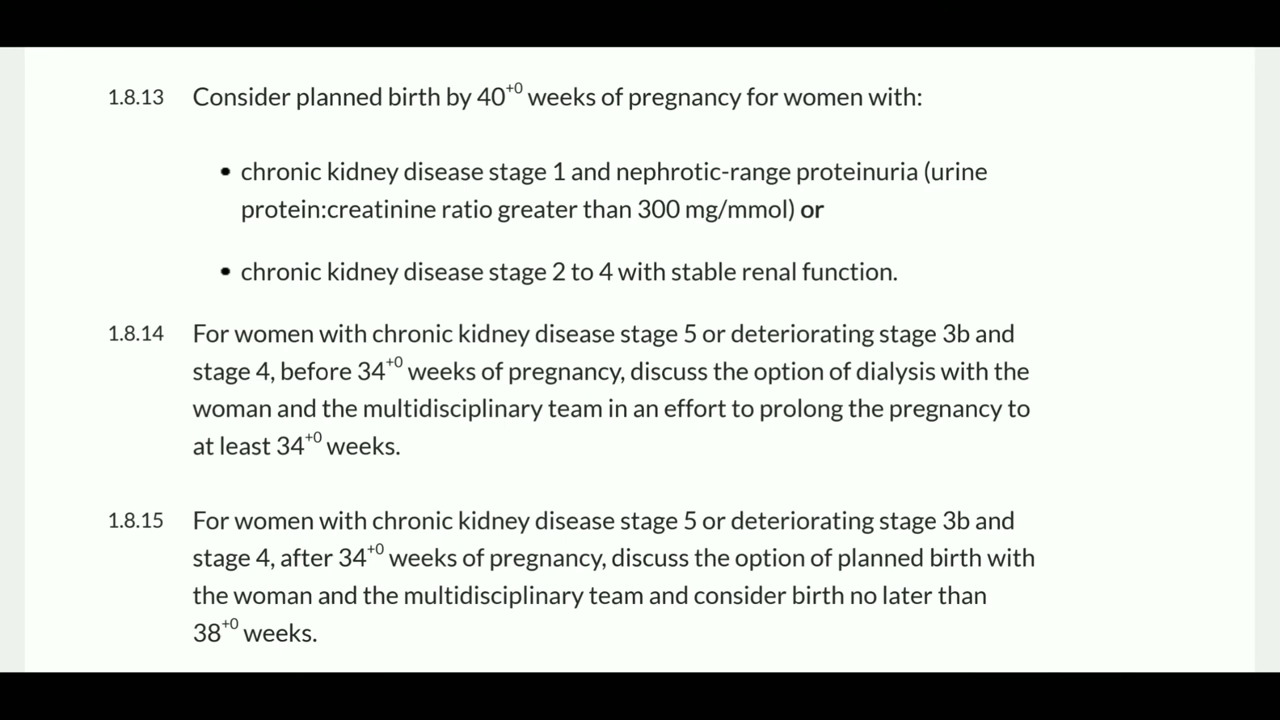 1.8.13 Consider planned birth by 40+0 weeks of pregnancy for women with:
• chronic kidney disease stage 1 and nephrotic-range proteinuria (urine
protein:creatinine ratio greater than 300 mg/mmol) or
• chronic kidney disease stage 2 to 4 with stable renal function.
1.8.14 For women with chronic kidney disease stage 5 or deteriorating stage 3b and
stage 4, before 34+0 weeks of pregnancy, discuss the option of dialysis with the
woman and the multidisciplinary team in an effort to prolong the pregnancy to
at least 34+0 weeks.
1.8.15 For women with chronic kidney disease stage 5 or deteriorating stage 3b and
stage 4, after 34+0 weeks of pregnancy, discuss the option of planned birth with
the woman and the multidisciplinary team and consider birth no later than
38+0 weeks.